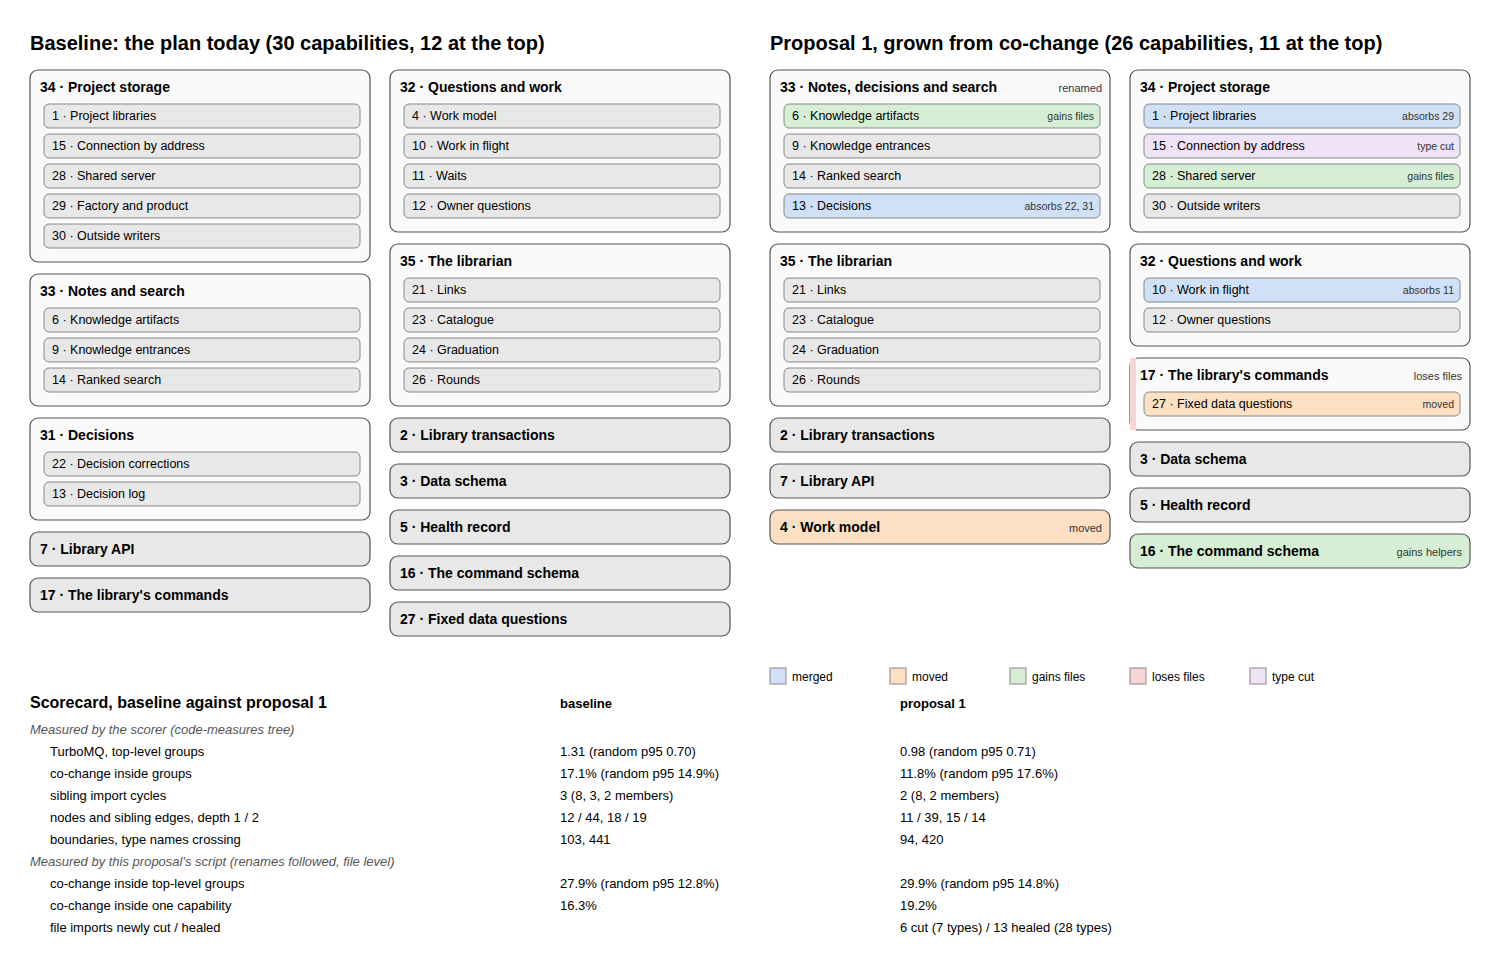 Baseline: the plan today (30 capabilities, 12 at the top)
34 · Project storage
1 · Project libraries
15 · Connection by address
28 · Shared server
29 · Factory and product
30 · Outside writers
33 · Notes and search
6 · Knowledge artifacts
9 · Knowledge entrances
14 · Ranked search
31 · Decisions
22 · Decision corrections
13 · Decision log
7 · Library API
17 · The library's commands
32 · Questions and work
4 · Work model
10 · Work in flight
11 · Waits
12 · Owner questions
35 · The librarian
21 · Links
23 · Catalogue
24 · Graduation
26 · Rounds
2 · Library transactions
3 · Data schema
5 · Health record
16 · The command schema
27 · Fixed data questions
Proposal 1, grown from co-change (26 capabilities, 11 at the top)
33 · Notes, decisions and search renamed
6 · Knowledge artifacts gains files
9 · Knowledge entrances
14 · Ranked search
13 · Decisions absorbs 22, 31
35 · The librarian
21 · Links
23 · Catalogue
24 · Graduation
26 · Rounds
2 · Library transactions
7 · Library API
4 · Work model moved
34 · Project storage
1 · Project libraries absorbs 29
15 · Connection by address type cut
28 · Shared server gains files
30 · Outside writers
32 · Questions and work
10 · Work in flight absorbs 11
12 · Owner questions
17 · The library's commands loses files
27 · Fixed data questions moved
3 · Data schema
5 · Health record
16 · The command schema gains helpers
merged moved gains files loses files type cut
Scorecard, baseline against proposal 1 baseline proposal 1
Measured by the scorer (code-measures tree)
TurboMQ, top-level groups 1.31 (random p95 0.70) 0.98 (random p95 0.71)
co-change inside groups 17.1% (random p95 14.9%) 11.8% (random p95 17.6%)
sibling import cycles 3 (8, 3, 2 members) 2 (8, 2 members)
nodes and sibling edges, depth 1 / 2 12 / 44, 18 / 19 11 / 39, 15 / 14
boundaries, type names crossing 103, 441 94, 420
Measured by this proposal's script (renames followed, file level)
co-change inside top-level groups 27.9% (random p95 12.8%) 29.9% (random p95 14.8%)
co-change inside one capability 16.3% 19.2%
file imports newly cut / healed 6 cut (7 types) / 13 healed (28 types)